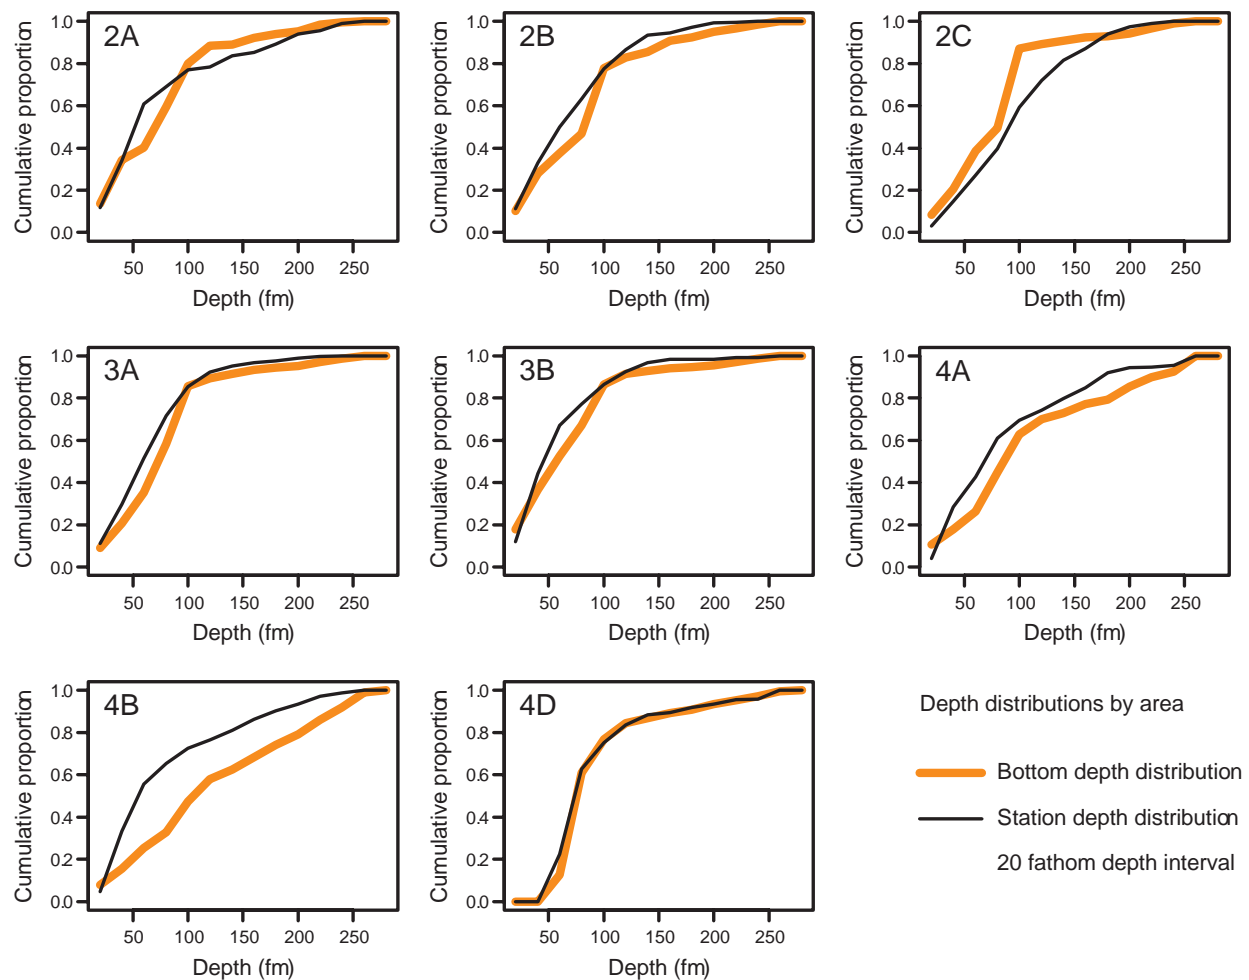 2A
Cumulative proportion
1.0
0.8
0.6
0.4
0.2
0.0
50 100 150 200 250
Depth (fm)
2B
Cumulative proportion
1.0
0.8
0.6
0.4
0.2
0.0
50 100 150 200 250
Depth (fm)
2C
Cumulative proportion
1.0
0.8
0.6
0.4
0.2
0.0
50 100 150 200 250
Depth (fm)
3A
Cumulative proportion
1.0
0.8
0.6
0.4
0.2
0.0
50 100 150 200 250
Depth (fm)
3B
Cumulative proportion
1.0
0.8
0.6
0.4
0.2
0.0
50 100 150 200 250
Depth (fm)
4A
Cumulative proportion
1.0
0.8
0.6
0.4
0.2
0.0
50 100 150 200 250
Depth (fm)
4B
Cumulative proportion
1.0
0.8
0.6
0.4
0.2
0.0
50 100 150 200 250
Depth (fm)
4D
Cumulative proportion
1.0
0.8
0.6
0.4
0.2
0.0
50 100 150 200 250
Depth (fm)
Depth distributions by area
Bottom depth distribution
Station depth distribution
20 fathom depth interval